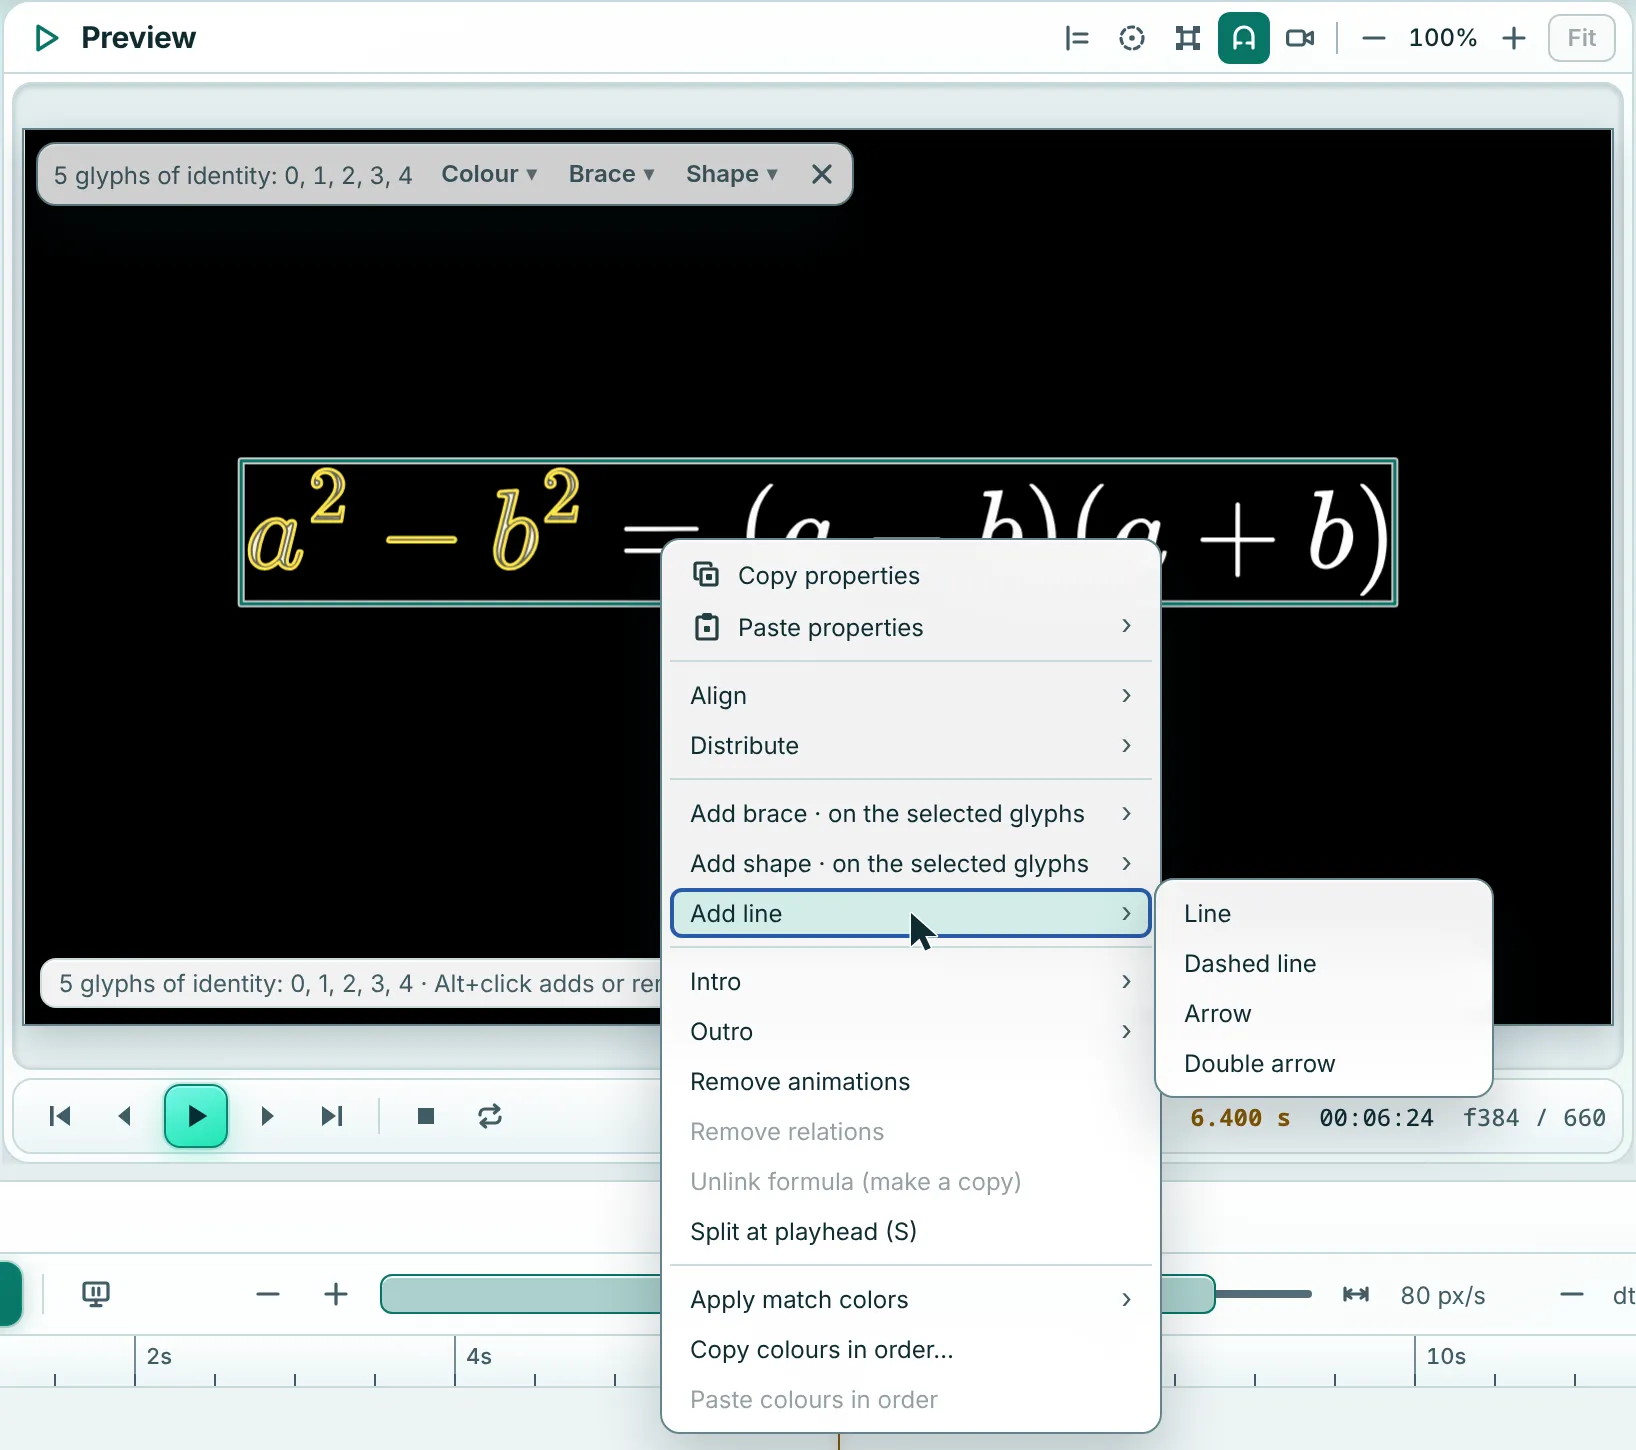 Preview
100%
Fit
5 glyphs of identity: 0, 1, 2, 3, 4 Colour ▾ Brace ▾ Shape ▾
a² − b² = (a − b)(a + b)
Copy properties
Paste properties
Align
Distribute
Add brace · on the selected glyphs
Add shape · on the selected glyphs
Add line
Line
Dashed line
Arrow
Double arrow
5 glyphs of identity: 0, 1, 2, 3, 4 · Alt+click adds or
Intro
Outro
Remove animations
Remove relations
Unlink formula (make a copy)
Split at playhead (S)
Apply match colors
Copy colours in order...
Paste colours in order
6.400 s 00:06:24 f384 / 660
80 px/s
2s 4s 10s